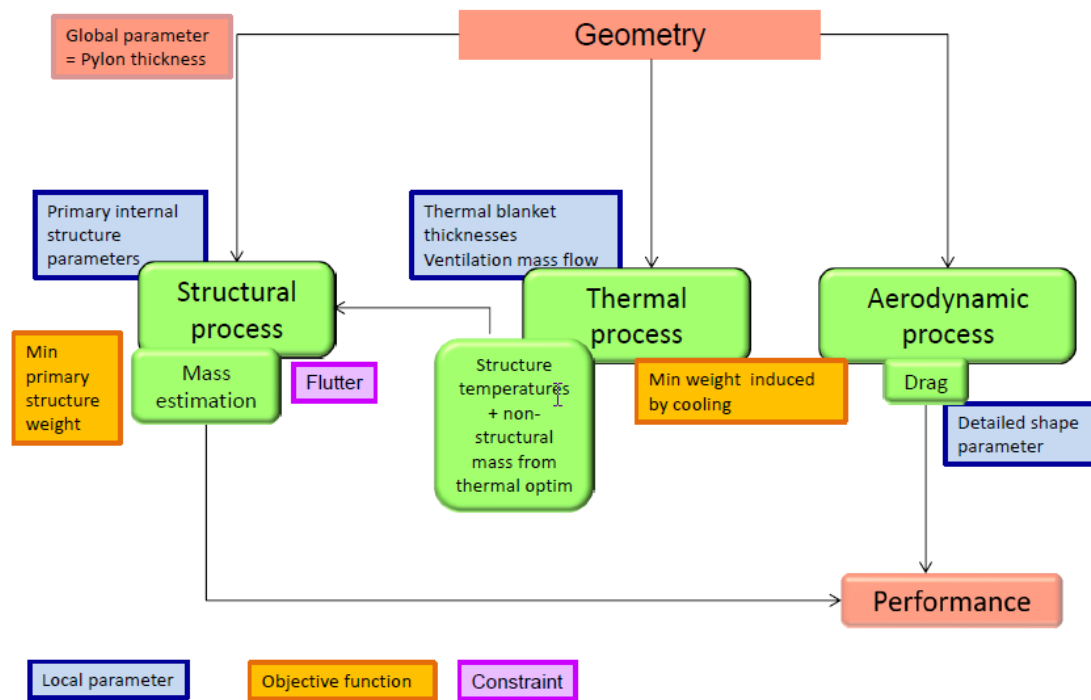 Global parameter
= Pylon thickness
Geometry
Primary internal
structure
parameters
Thermal blanket
thicknesses
Ventilation mass flow
Structural
process
Thermal
process
Aerodynamic
process
Min
primary
structure
weight
Mass
estimation
Flutter
Structure
temperatures
+ non-
structural
mass from
thermal optim
Min weight induced
by cooling
Drag
Detailed shape
parameter
Performance
Local parameter
Objective function
Constraint